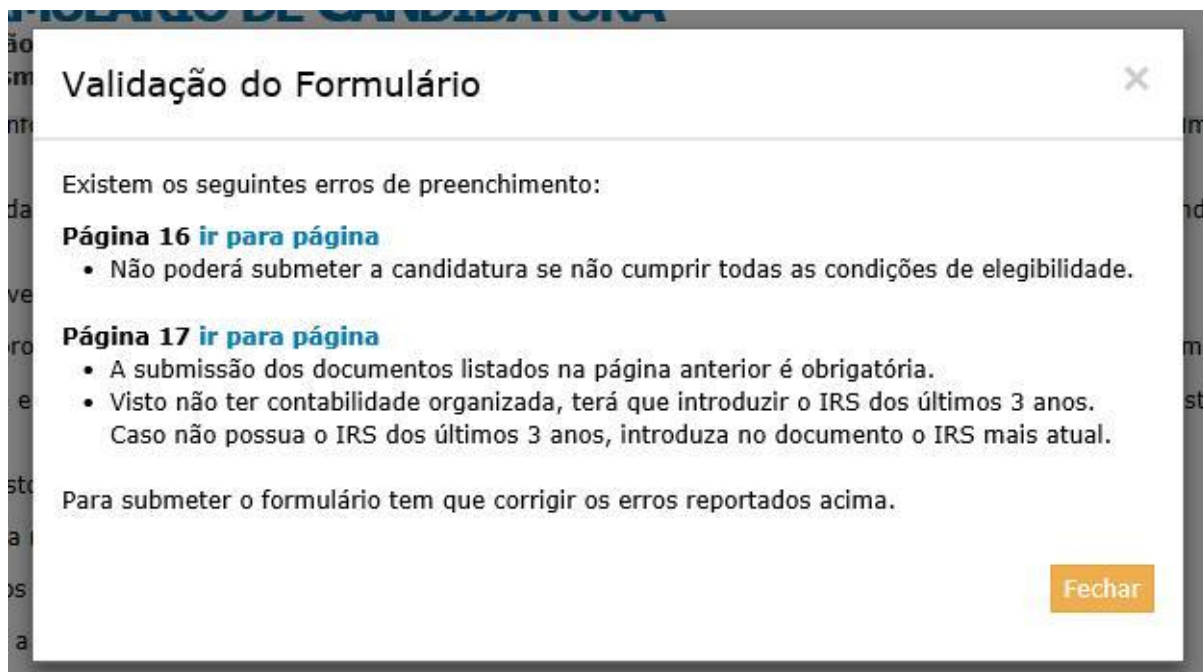 FORMULÁRIO DE CANDIDATURA
Validação do Formulário
×
Existem os seguintes erros de preenchimento:
Página 16 ir para página
• Não poderá submeter a candidatura se não cumprir todas as condições de elegibilidade.
Página 17 ir para página
• A submissão dos documentos listados na página anterior é obrigatória.
• Visto não ter contabilidade organizada, terá que introduzir o IRS dos últimos 3 anos.
Caso não possua o IRS dos últimos 3 anos, introduza no documento o IRS mais atual.
Para submeter o formulário tem que corrigir os erros reportados acima.
Fechar